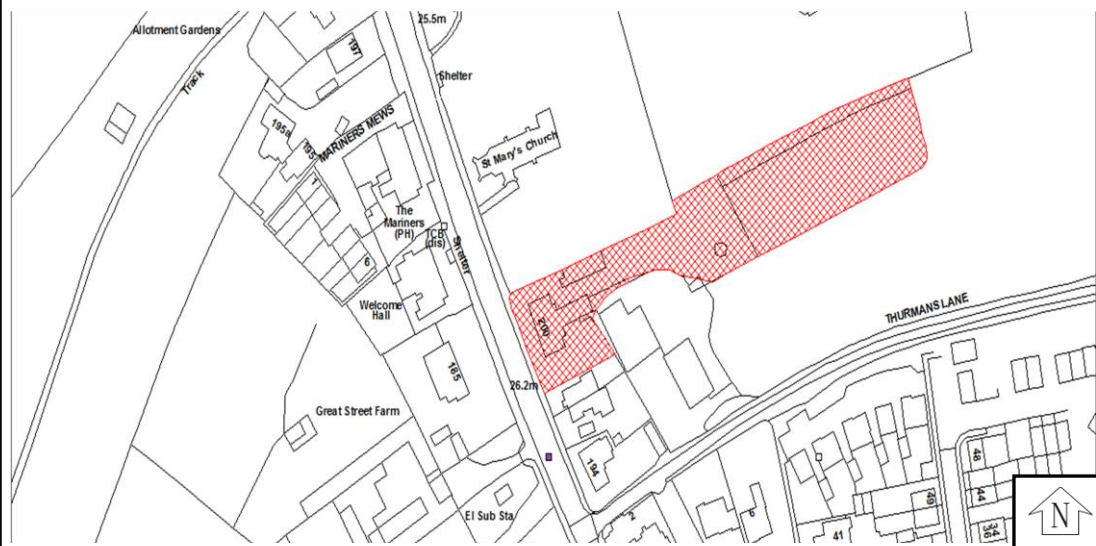 25.5m
Allotment Gardens
197
Shelter
Track
195a
195
MARINERS MEWS
St Mary's Church
1
The
Mariners
(PH)
TCB
(dis)
Shelter
6
Welcome
Hall
200
THURMANS LANE
185
26.2m
Great Street Farm
194
48
44
49
El Sub Sta
2
41
34
36
N